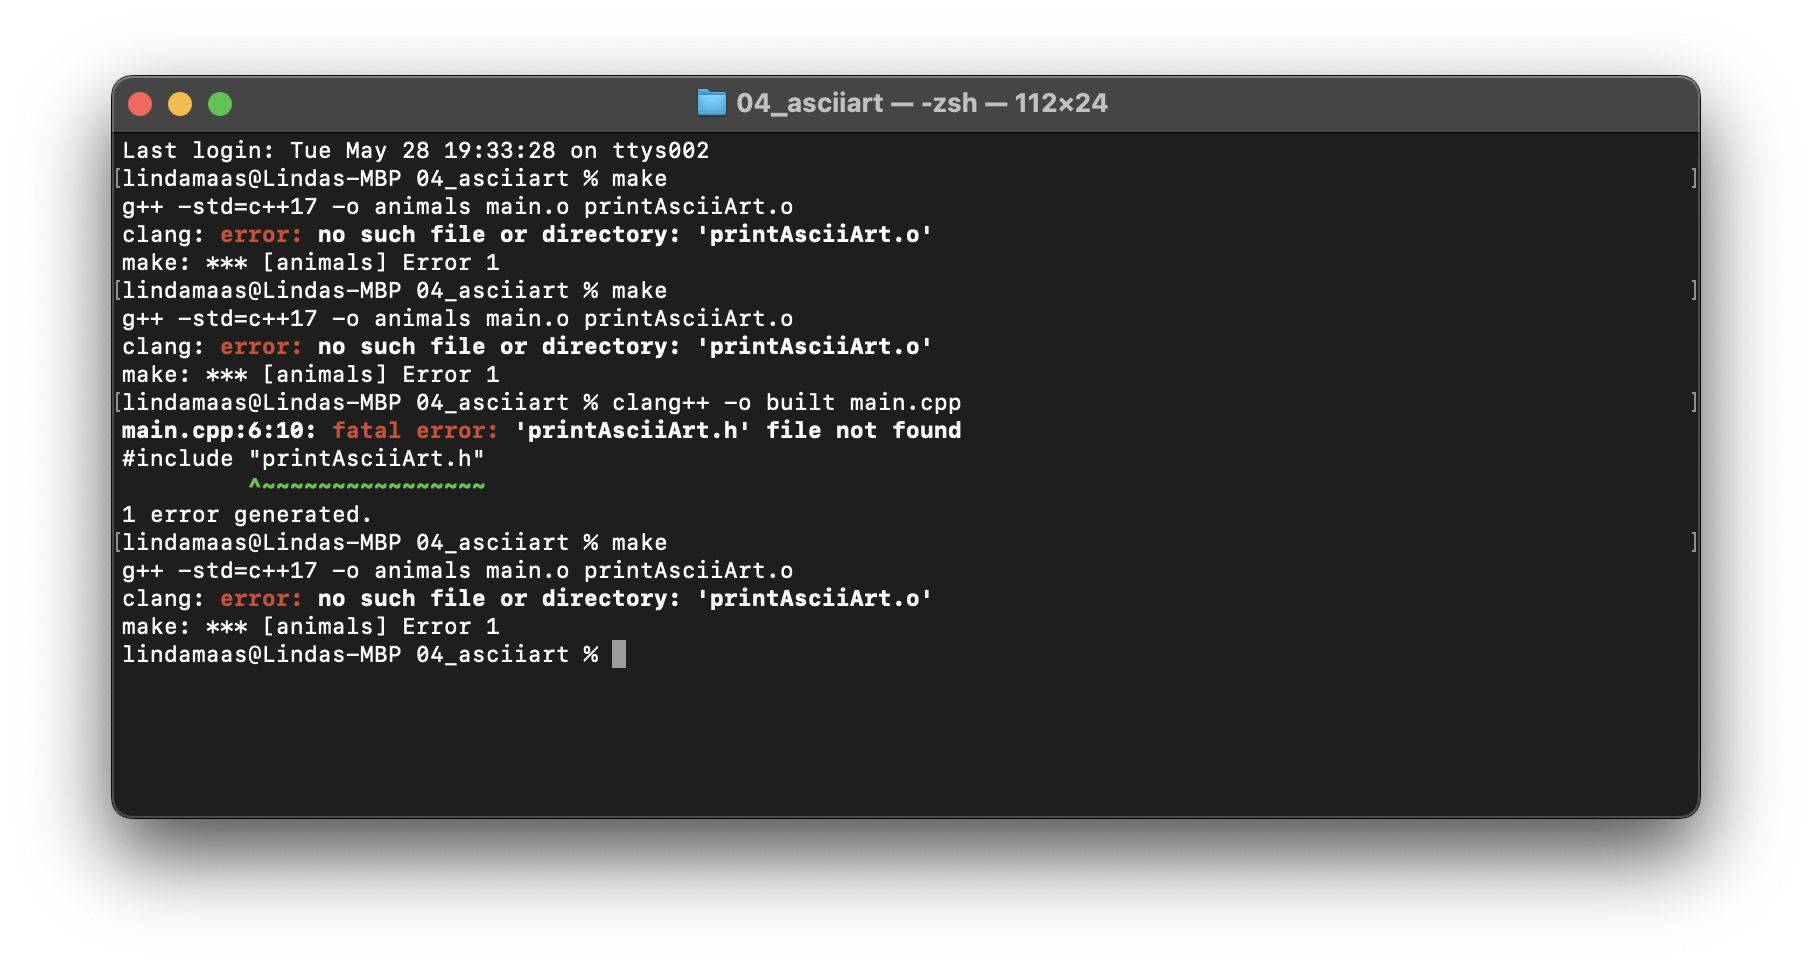 04_asciiart — -zsh — 112×24
Last login: Tue May 28 19:33:28 on ttys002
[lindamaas@Lindas-MBP 04_asciiart % make ]
g++ -std=c++17 -o animals main.o printAsciiArt.o
clang: error: no such file or directory: 'printAsciiArt.o'
make: *** [animals] Error 1
[lindamaas@Lindas-MBP 04_asciiart % make ]
g++ -std=c++17 -o animals main.o printAsciiArt.o
clang: error: no such file or directory: 'printAsciiArt.o'
make: *** [animals] Error 1
[lindamaas@Lindas-MBP 04_asciiart % clang++ -o built main.cpp ]
main.cpp:6:10: fatal error: 'printAsciiArt.h' file not found
#include "printAsciiArt.h"
         ^~~~~~~~~~~~~~~~~
1 error generated.
[lindamaas@Lindas-MBP 04_asciiart % make ]
g++ -std=c++17 -o animals main.o printAsciiArt.o
clang: error: no such file or directory: 'printAsciiArt.o'
make: *** [animals] Error 1
lindamaas@Lindas-MBP 04_asciiart %